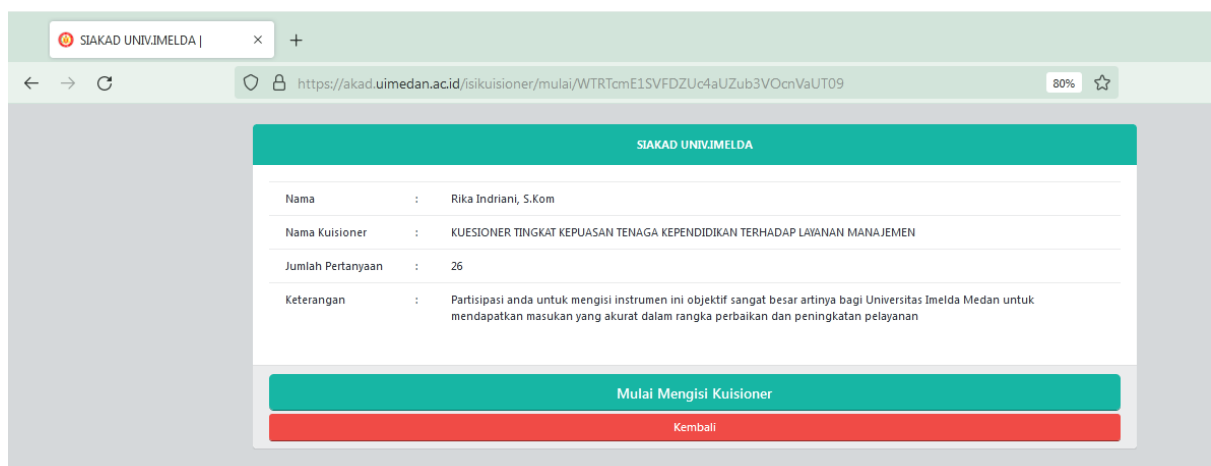 SIAKAD UNIV.IMELDA |
https://akad.uimedan.ac.id/isikuisioner/mulai/WTRTcmE1SVFDZUc4aUZub3VOcnVaUT09 80%
SIAKAD UNIV.IMELDA
Nama : Rika Indriani, S.Kom
Nama Kuisioner : KUESIONER TINGKAT KEPUASAN TENAGA KEPENDIDIKAN TERHADAP LAYANAN MANAJEMEN
Jumlah Pertanyaan : 26
Keterangan : Partisipasi anda untuk mengisi instrumen ini objektif sangat besar artinya bagi Universitas Imelda Medan untuk
mendapatkan masukan yang akurat dalam rangka perbaikan dan peningkatan pelayanan
Mulai Mengisi Kuisioner
Kembali